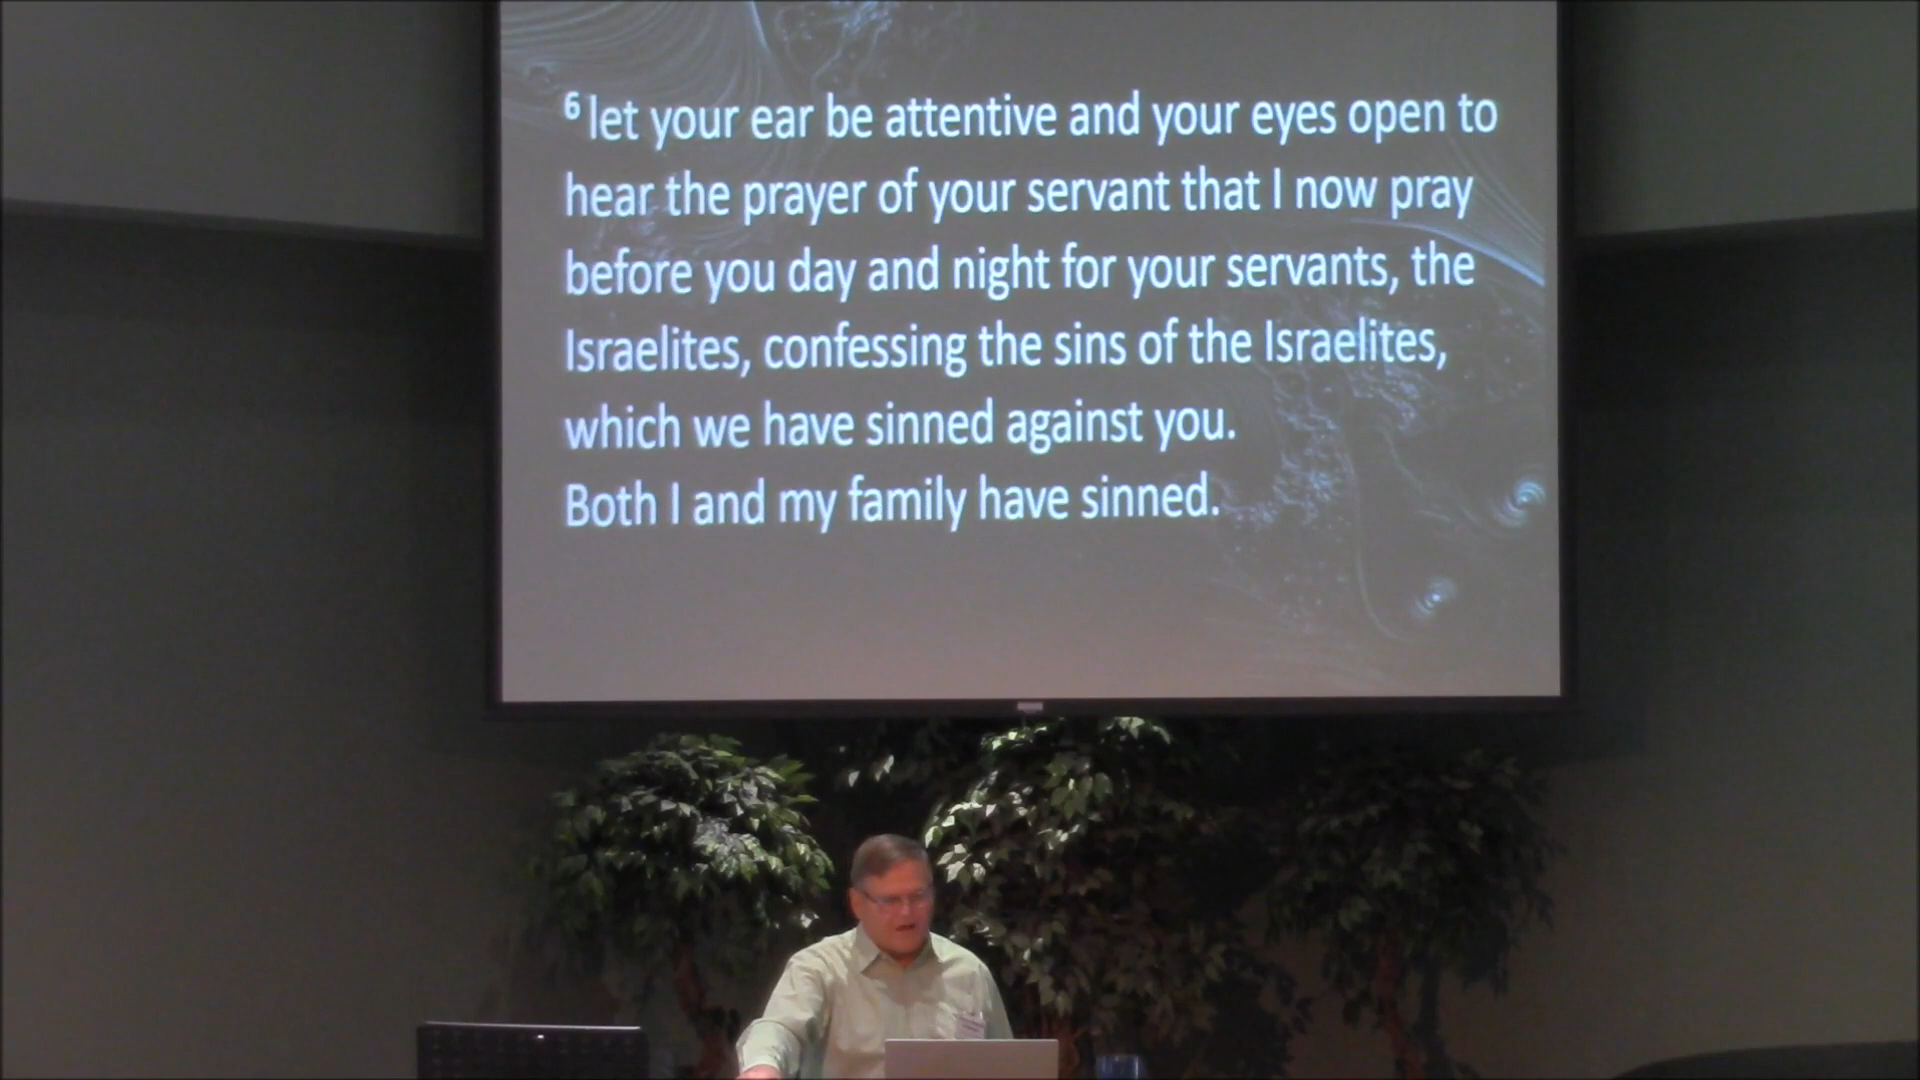 6 let your ear be attentive and your eyes open to
hear the prayer of your servant that I now pray
before you day and night for your servants, the
Israelites, confessing the sins of the Israelites,
which we have sinned against you.
Both I and my family have sinned.